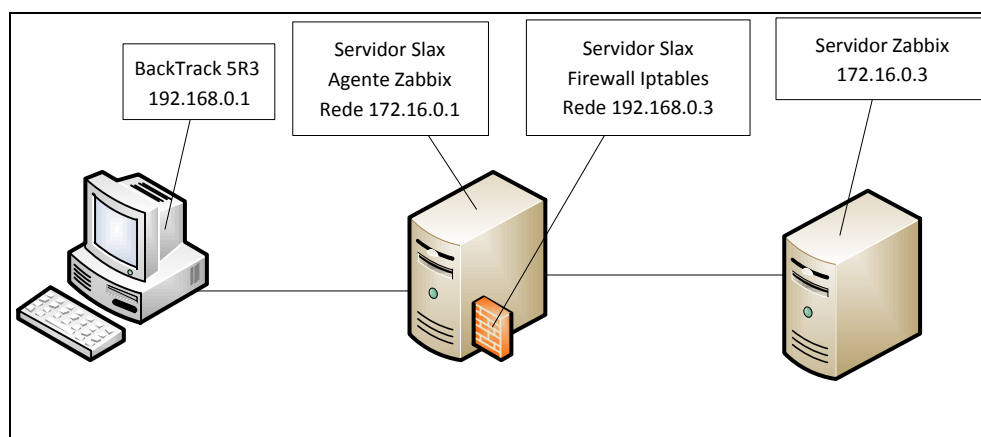 BackTrack 5R3
192.168.0.1
Servidor Slax
Agente Zabbix
Rede 172.16.0.1
Servidor Slax
Firewall Iptables
Rede 192.168.0.3
Servidor Zabbix
172.16.0.3